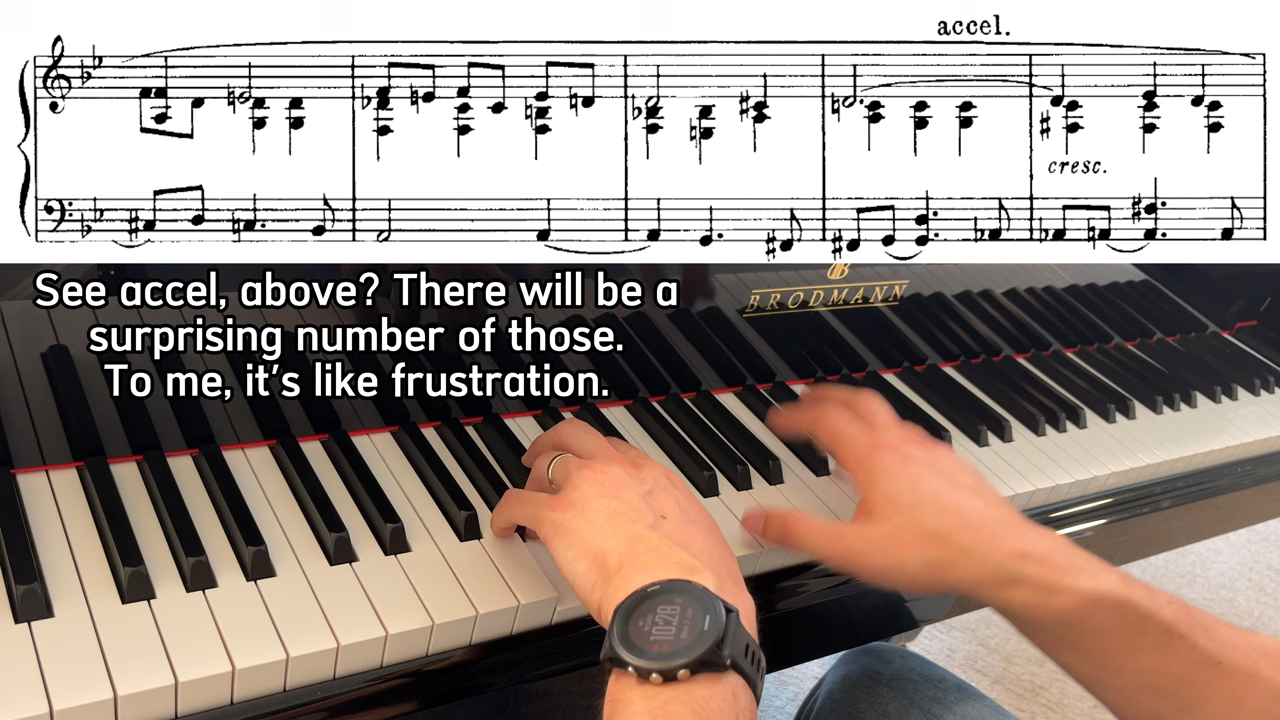 accel.
cresc.
See accel, above? There will be a
surprising number of those.
To me, it's like frustration.
BRODMANN
10:28